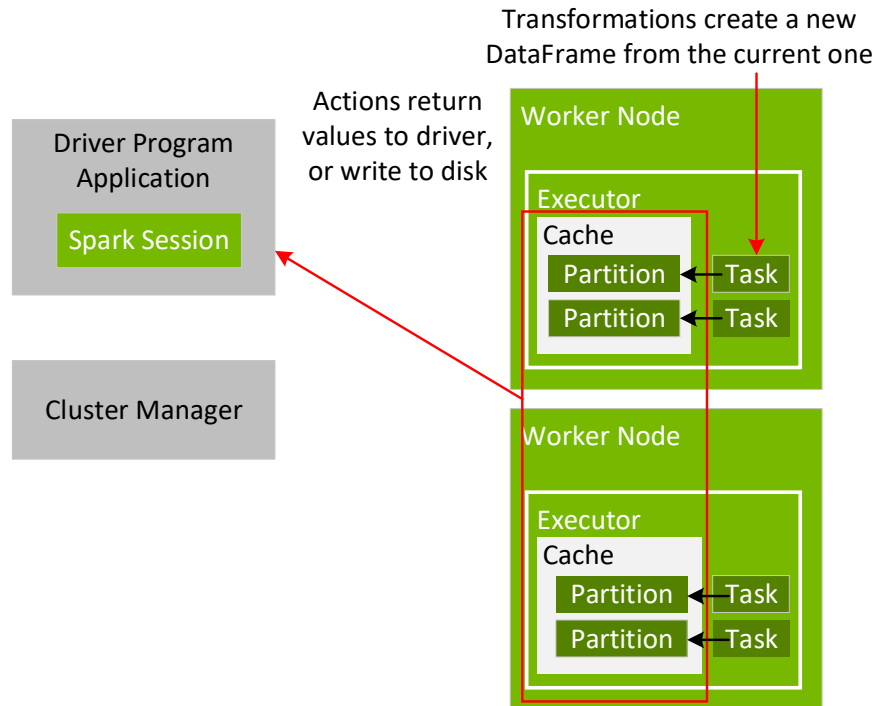 Transformations create a new
DataFrame from the current one
Actions return
values to driver,
or write to disk
Driver Program
Application
Spark Session
Cluster Manager
Worker Node
Executor
Cache
Partition
Task
Partition
Task
Worker Node
Executor
Cache
Partition
Task
Partition
Task